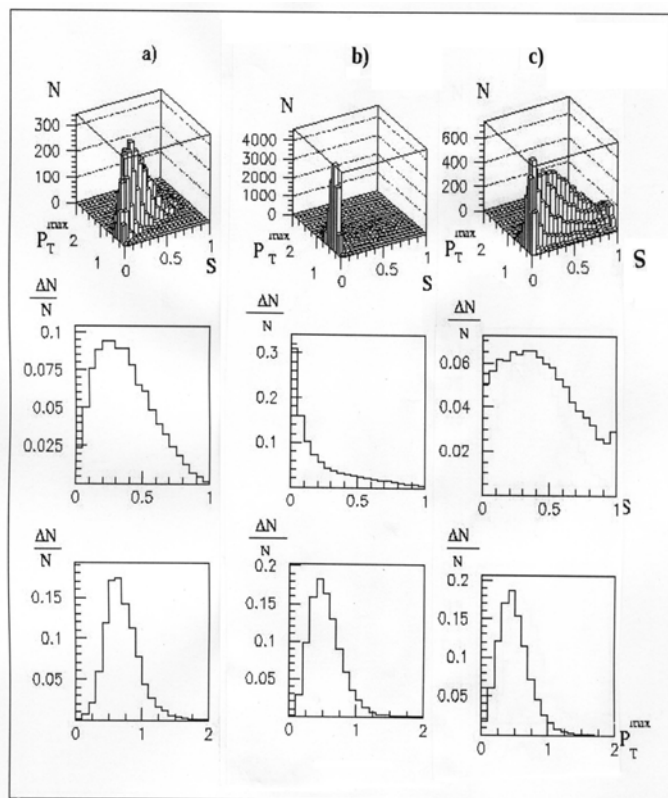 a) b) c)
N N N
300 4000 600
200 3000 400
100 2000 200
1000
0 0 0
P_T^max 2 1 0 0.5 1 S
P_T^max 2 1 0 0.5 1 S
P_T^max 2 1 0 0.5 1 S
ΔN/N ΔN/N ΔN/N
0.1 0.3 0.06
0.075 0.2 0.04
0.05 0.1 0.02
0.025
0 0.5 1 0 0.5 1 0 0.5 1 S
ΔN/N ΔN/N ΔN/N
0.2 0.2
0.15 0.15 0.15
0.1 0.1 0.1
0.05 0.05 0.05
0 1 2 0 1 2 0 1 2 P_T^max